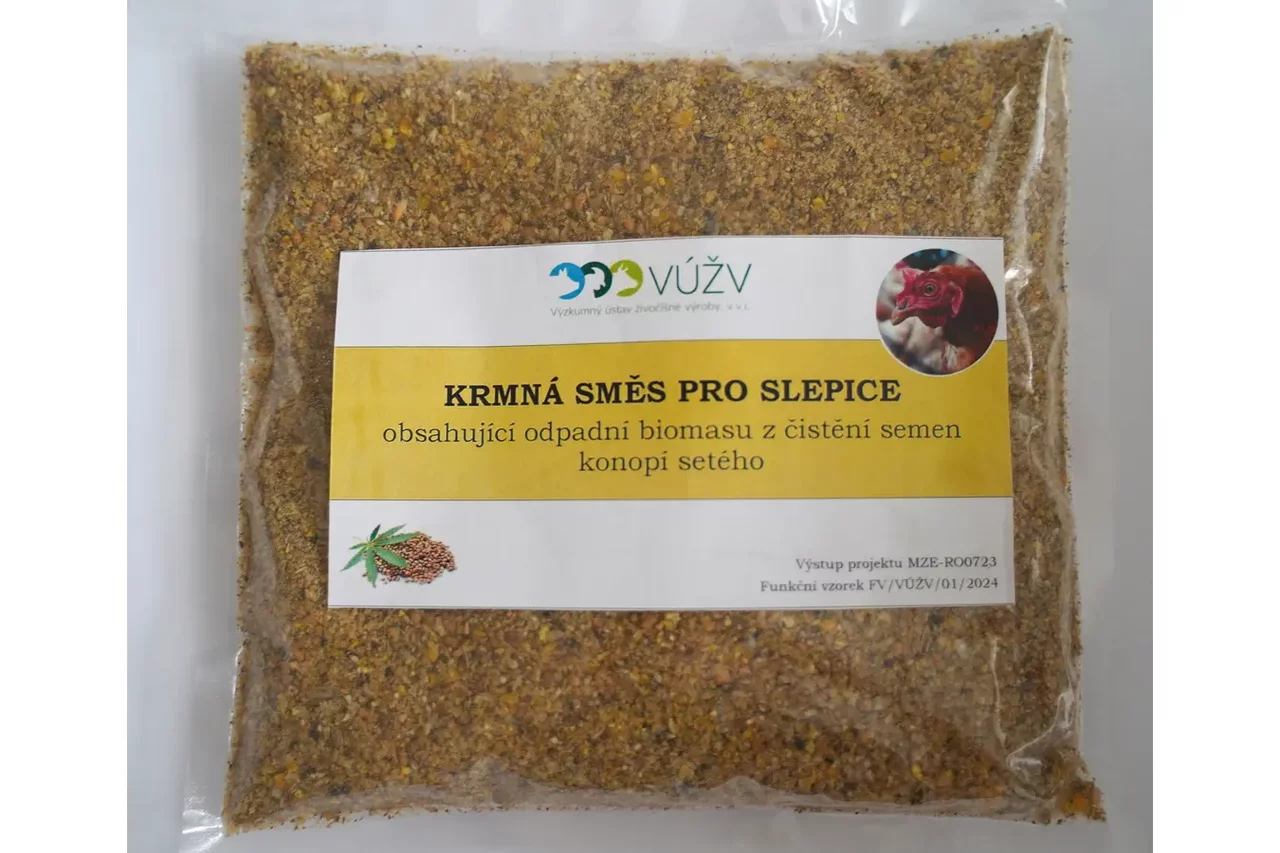 VÚŽV
Výzkumný ústav živočišné výroby, v.v.i.
KRMNÁ SMĚS PRO SLEPICE
obsahující odpadní biomasu z čistění semen
konopí setého
Výstup projektu MZE-RO0723
Funkční vzorek FV/VÚŽV/01/2024